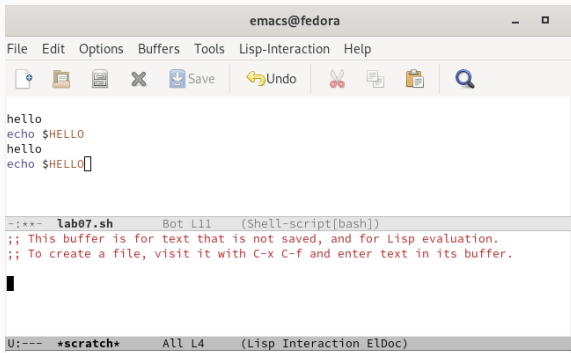 emacs@fedora
File Edit Options Buffers Tools Lisp-Interaction Help
Save Undo
hello
echo $HELLO
hello
echo $HELLO
-:**- lab07.sh Bot L11 (Shell-script[bash])
;; This buffer is for text that is not saved, and for Lisp evaluation.
;; To create a file, visit it with C-x C-f and enter text in its buffer.
U:--- *scratch* All L4 (Lisp Interaction ElDoc)